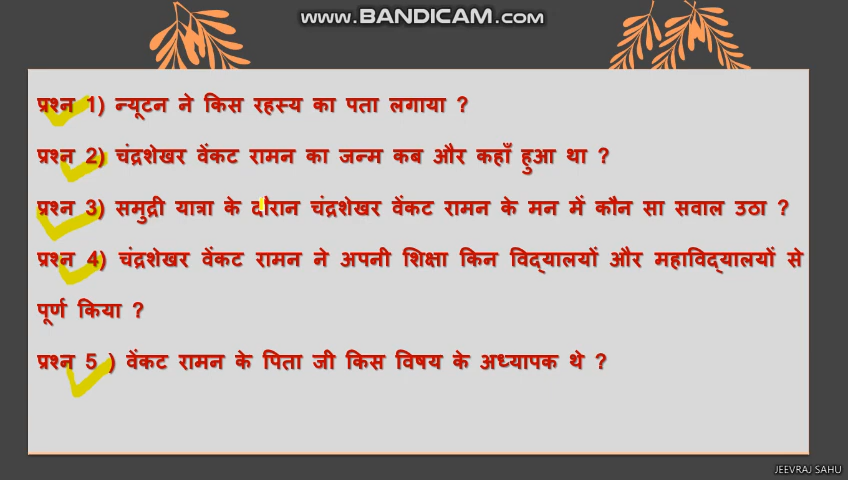 www.BANDICAM.com
प्रश्न 1) न्यूटन ने किस रहस्य का पता लगाया ?
प्रश्न 2) चंद्रशेखर वेंकट रामन का जन्म कब और कहाँ हुआ था ?
प्रश्न 3) समुद्री यात्रा के दौरान चंद्रशेखर वेंकट रामन के मन में कौन सा सवाल उठा ?
प्रश्न 4) चंद्रशेखर वेंकट रामन ने अपनी शिक्षा किन विद्यालयों और महाविद्यालयों से
पूर्ण किया ?
प्रश्न 5 ) वेंकट रामन के पिता जी किस विषय के अध्यापक थे ?
JEEVRAJ SAHU